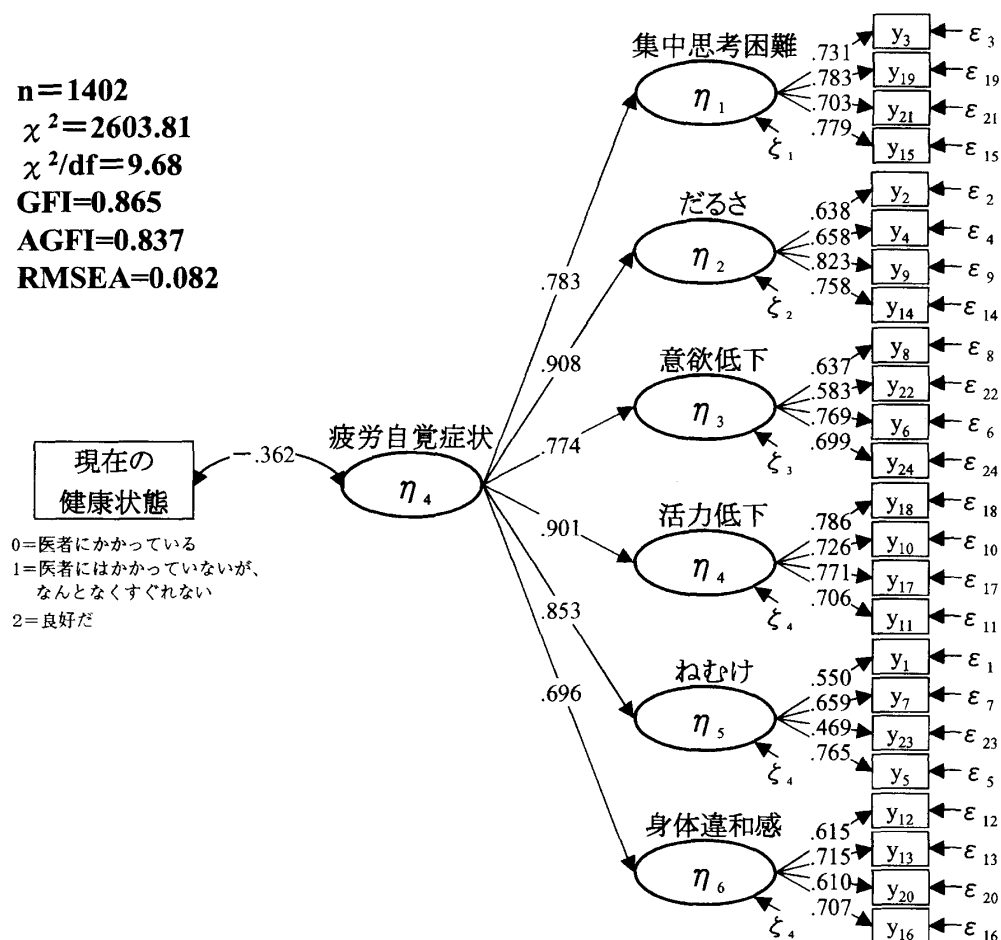 n=1402
χ²=2603.81
χ²/df=9.68
GFI=0.865
AGFI=0.837
RMSEA=0.082
現在の
健康状態
0=医者にかかっている
1=医者にはかかっていないが、
なんとなくすぐれない
2=良好だ
-.362
疲労自覚症状
η4
.783
.908
.774
.901
.853
.696
集中思考困難
η1
ζ1
.731
.783
.703
.779
y3 ε3
y19 ε19
y21 ε21
y15 ε15
だるさ
η2
ζ2
.638
.658
.823
.758
y2 ε2
y4 ε4
y9 ε9
y14 ε14
意欲低下
η3
ζ3
.637
.583
.769
.699
y8 ε8
y22 ε22
y6 ε6
y24 ε24
活力低下
η4
ζ4
.786
.726
.771
.706
y18 ε18
y10 ε10
y17 ε17
y11 ε11
ねむけ
η5
ζ4
.550
.659
.469
.765
y1 ε1
y7 ε7
y23 ε23
y5 ε5
身体違和感
η6
ζ4
.615
.715
.610
.707
y12 ε12
y13 ε13
y20 ε20
y16 ε16